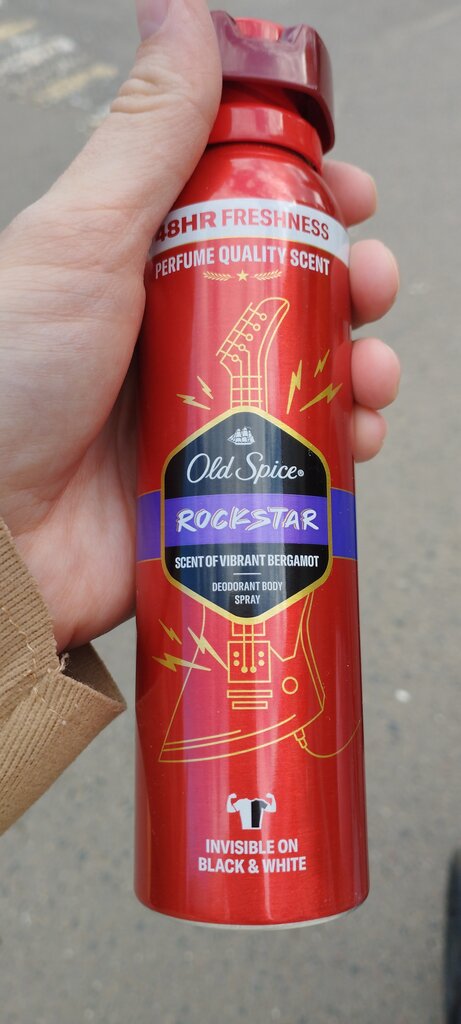 48HR FRESHNESS
PERFUME QUALITY SCENT
Old Spice®
ROCKSTAR
SCENT OF VIBRANT BERGAMOT
DEODORANT BODY
SPRAY
INVISIBLE ON
BLACK & WHITE